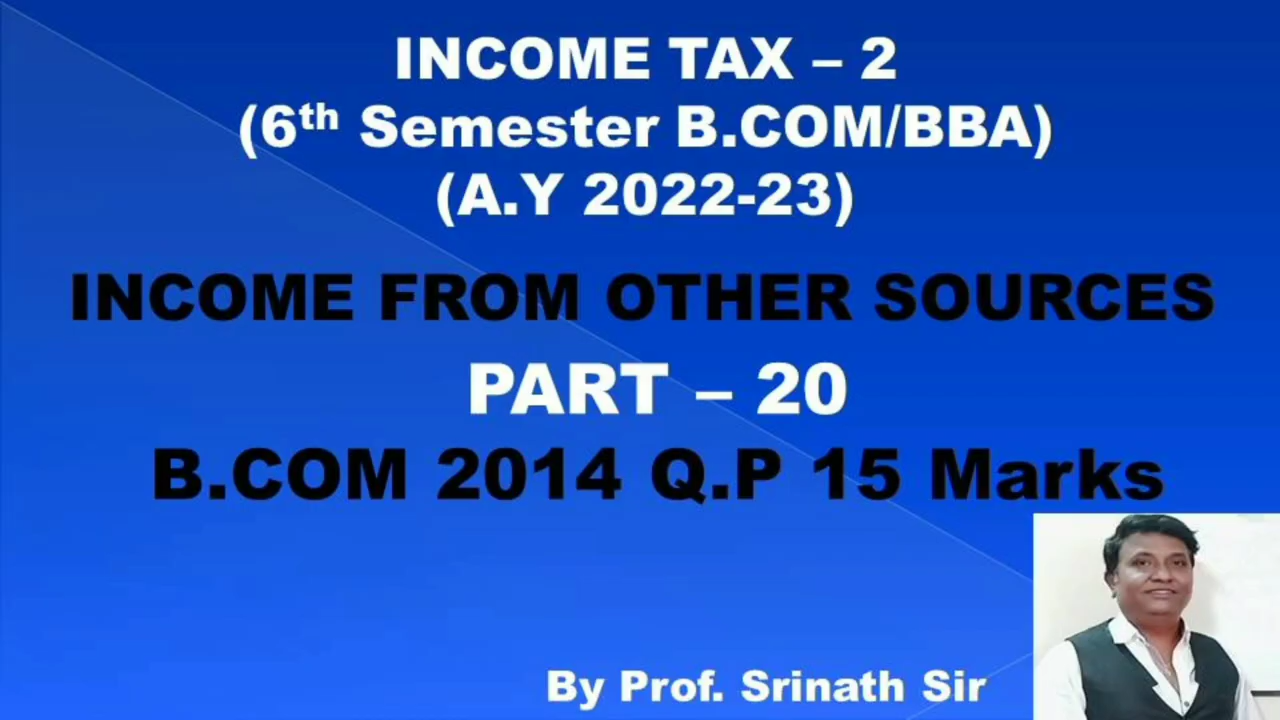 INCOME TAX – 2
(6th Semester B.COM/BBA)
(A.Y 2022-23)
INCOME FROM OTHER SOURCES
PART – 20
B.COM 2014 Q.P 15 Marks
By Prof. Srinath Sir